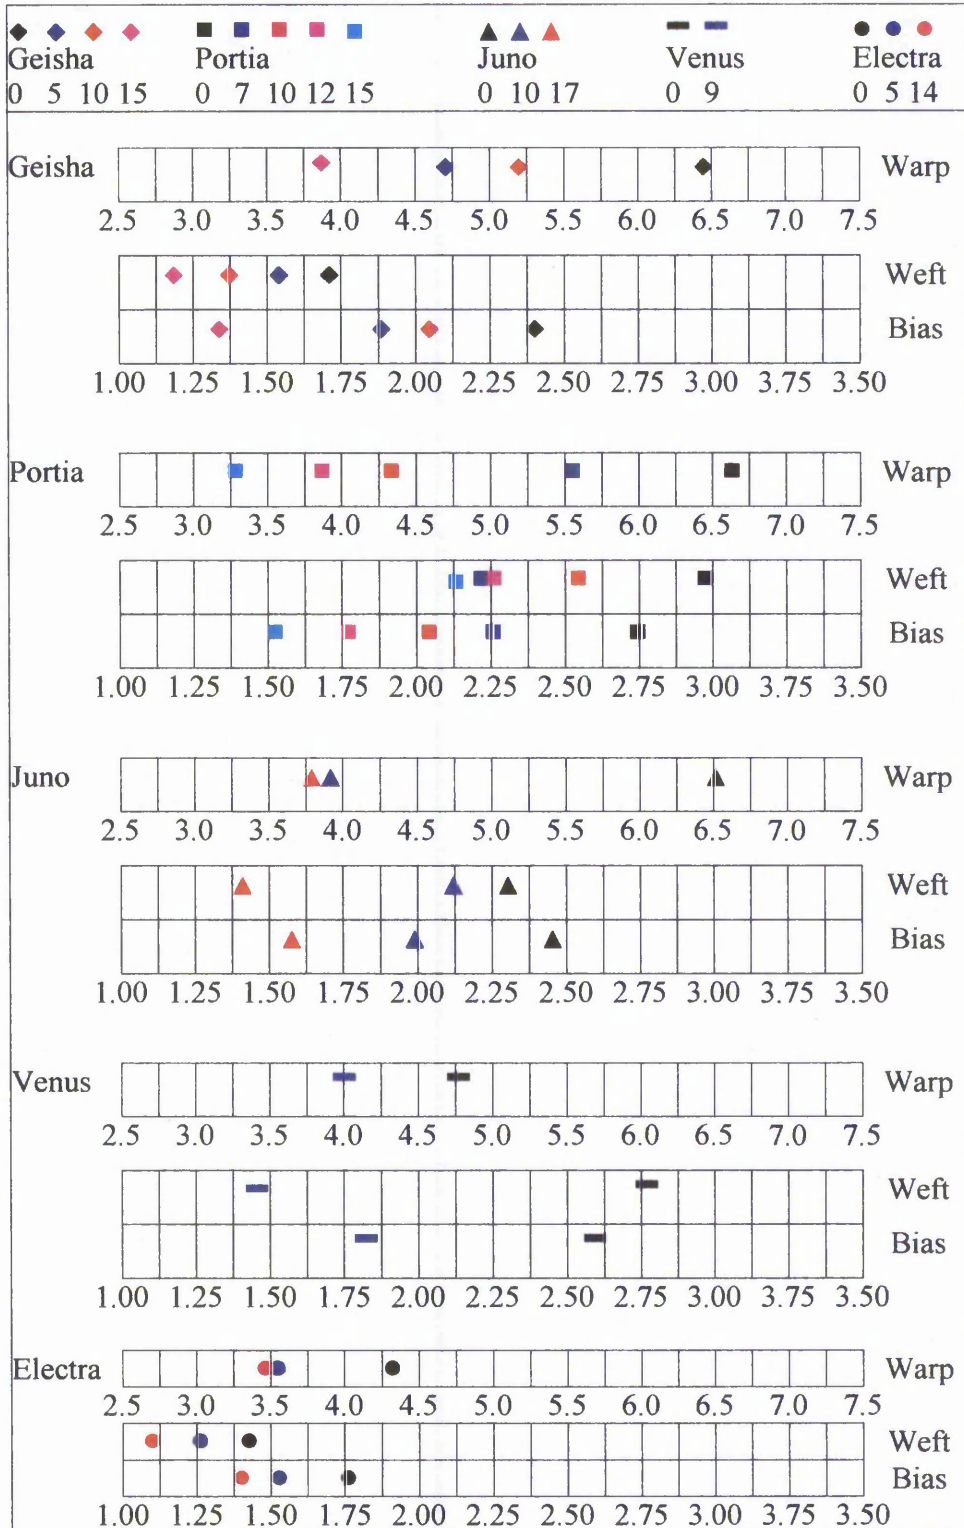 Geisha Portia Juno Venus Electra
0 5 10 15 0 7 10 12 15 0 10 17 0 9 0 5 14
Geisha Warp
2.5 3.0 3.5 4.0 4.5 5.0 5.5 6.0 6.5 7.0 7.5
Weft
Bias
1.00 1.25 1.50 1.75 2.00 2.25 2.50 2.75 3.00 3.75 3.50
Portia Warp
2.5 3.0 3.5 4.0 4.5 5.0 5.5 6.0 6.5 7.0 7.5
Weft
Bias
1.00 1.25 1.50 1.75 2.00 2.25 2.50 2.75 3.00 3.75 3.50
Juno Warp
2.5 3.0 3.5 4.0 4.5 5.0 5.5 6.0 6.5 7.0 7.5
Weft
Bias
1.00 1.25 1.50 1.75 2.00 2.25 2.50 2.75 3.00 3.75 3.50
Venus Warp
2.5 3.0 3.5 4.0 4.5 5.0 5.5 6.0 6.5 7.0 7.5
Weft
Bias
1.00 1.25 1.50 1.75 2.00 2.25 2.50 2.75 3.00 3.75 3.50
Electra Warp
2.5 3.0 3.5 4.0 4.5 5.0 5.5 6.0 6.5 7.0 7.5
Weft
Bias
1.00 1.25 1.50 1.75 2.00 2.25 2.50 2.75 3.00 3.75 3.50